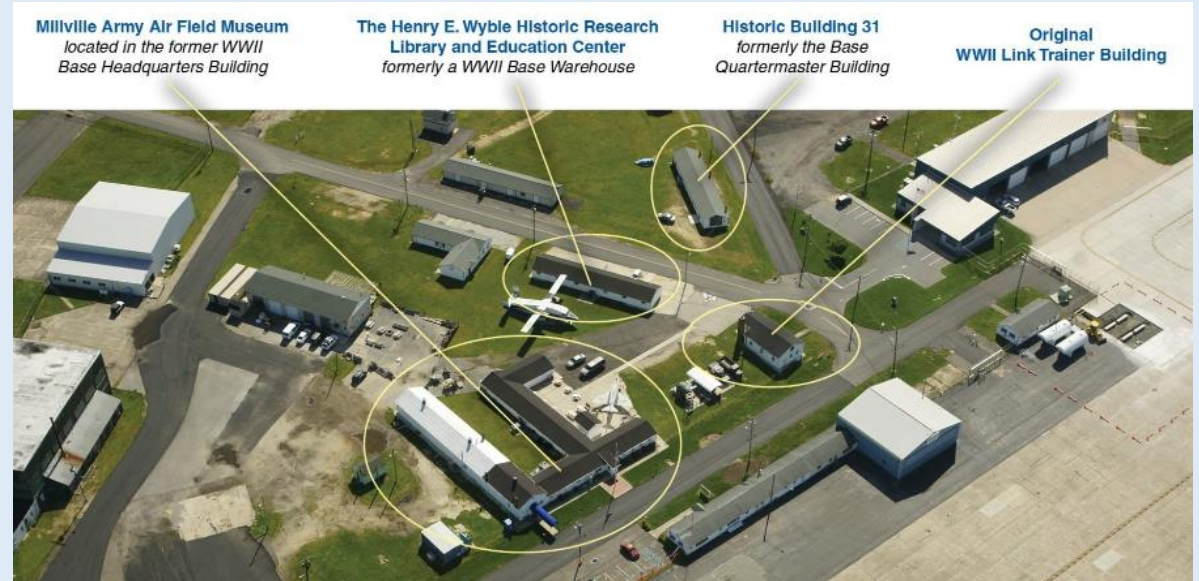 Millville Army Air Field Museum
located in the former WWII
Base Headquarters Building
The Henry E. Wyble Historic Research
Library and Education Center
formerly a WWII Base Warehouse
Historic Building 31
formerly the Base
Quartermaster Building
Original
WWII Link Trainer Building